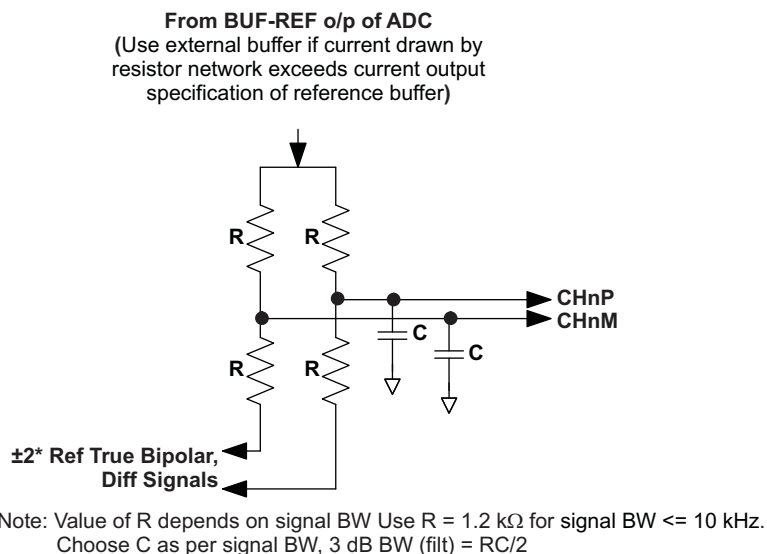 From BUF-REF o/p of ADC
(Use external buffer if current drawn by
resistor network exceeds current output
specification of reference buffer)
R
R
CHnP
CHnM
C
C
R
R
±2* Ref True Bipolar,
Diff Signals
Note: Value of R depends on signal BW Use R = 1.2 kΩ for signal BW <= 10 kHz.
Choose C as per signal BW, 3 dB BW (filt) = RC/2